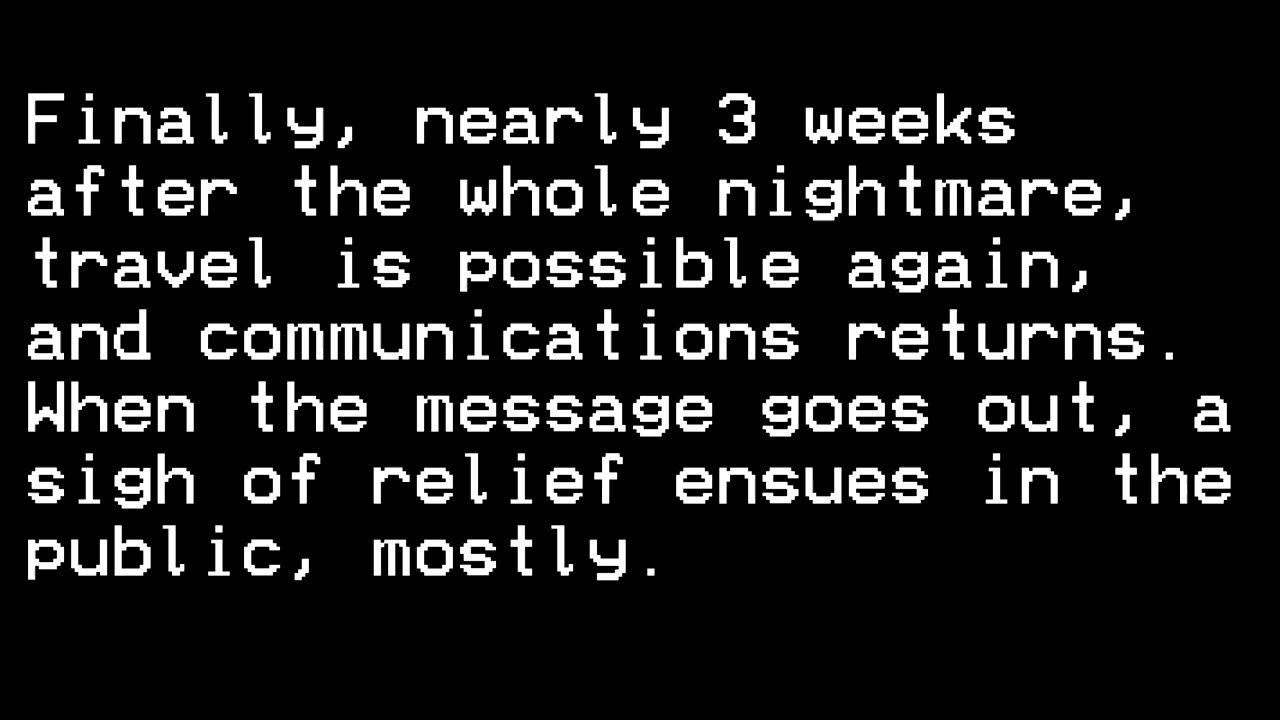 Finally, nearly 3 weeks
after the whole nightmare,
travel is possible again,
and communications returns.
When the message goes out, a
sigh of relief ensues in the
public, mostly.